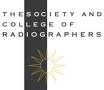 THE SOCIETY AND
COLLEGE OF
RADIOGRAPHERS